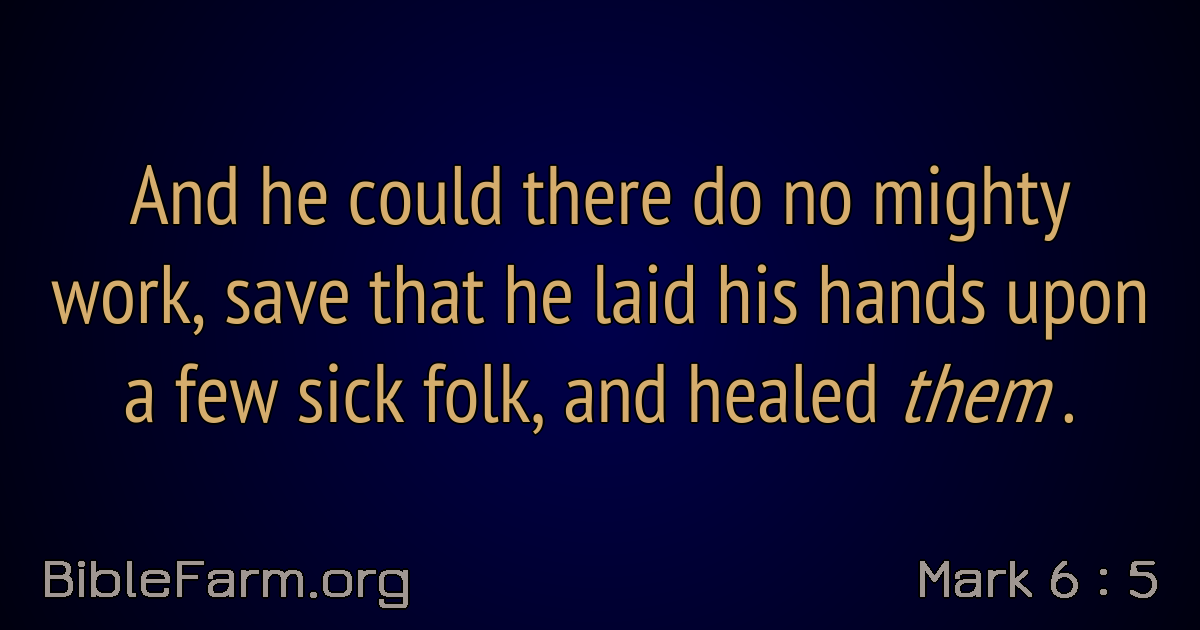 And he could there do no mighty
work, save that he laid his hands upon
a few sick folk, and healed them .
BibleFarm.org
Mark 6 : 5